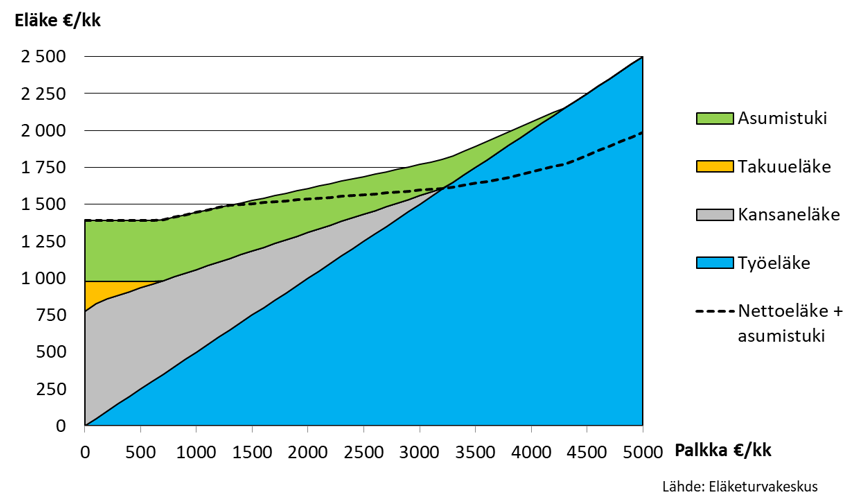 Eläke €/kk
2 500
2 250
2 000
1 750
1 500
1 250
1 000
750
500
250
0
0 500 1000 1500 2000 2500 3000 3500 4000 4500 5000 Palkka €/kk
Asumistuki
Takuueläke
Kansaneläke
Työeläke
Nettoeläke +
asumistuki
Lähde: Eläketurvakeskus